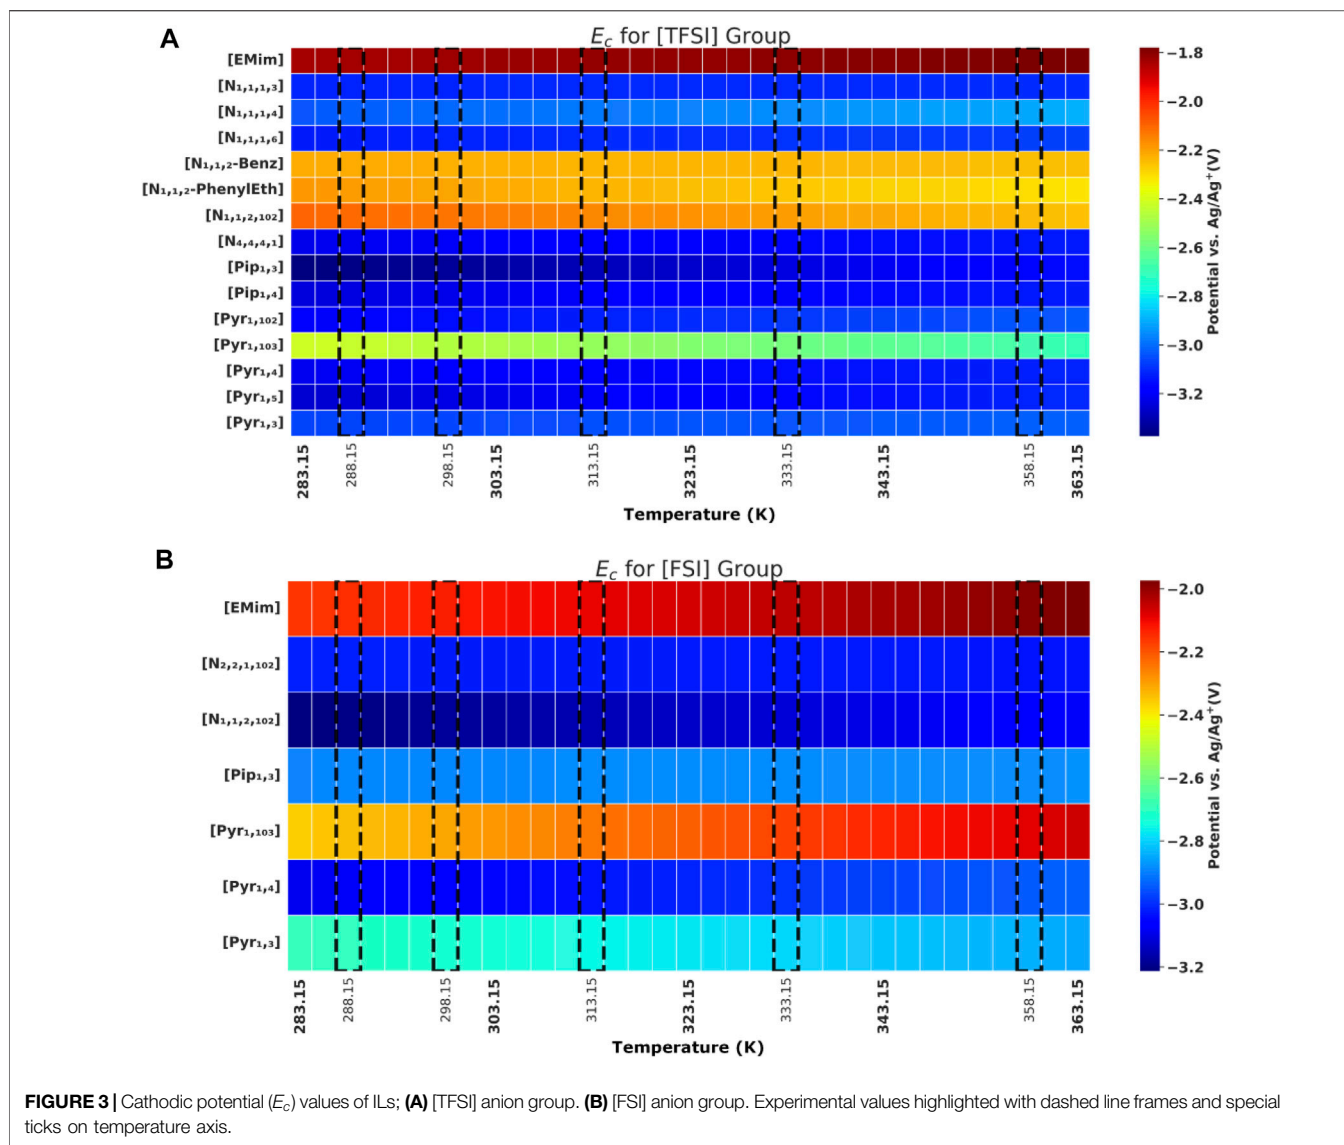 A
E_c for [TFSI] Group
[EMim]
[N₁,₁,₁,₃]
[N₁,₁,₁,₄]
[N₁,₁,₁,₆]
[N₁,₁,₂-Benz]
[N₁,₁,₂-PhenylEth]
[N₁,₁,₂,₁₀₂]
[N₄,₄,₄,₁]
[Pip₁,₃]
[Pip₁,₄]
[Pyr₁,₁₀₂]
[Pyr₁,₁₀₃]
[Pyr₁,₄]
[Pyr₁,₅]
[Pyr₁,₃]
283.15
288.15
298.15
303.15
313.15
323.15
333.15
343.15
358.15
363.15
Temperature (K)
−1.8
−2.0
−2.2
−2.4
−2.6
−2.8
−3.0
−3.2
Potential vs. Ag/Ag⁺(V)
B
E_c for [FSI] Group
[EMim]
[N₂,₂,₁,₁₀₂]
[N₁,₁,₂,₁₀₂]
[Pip₁,₃]
[Pyr₁,₁₀₃]
[Pyr₁,₄]
[Pyr₁,₃]
283.15
288.15
298.15
303.15
313.15
323.15
333.15
343.15
358.15
363.15
Temperature (K)
−2.0
−2.2
−2.4
−2.6
−2.8
−3.0
−3.2
Potential vs. Ag/Ag⁺(V)
FIGURE 3 | Cathodic potential (E_c) values of ILs; (A) [TFSI] anion group. (B) [FSI] anion group. Experimental values highlighted with dashed line frames and special
ticks on temperature axis.